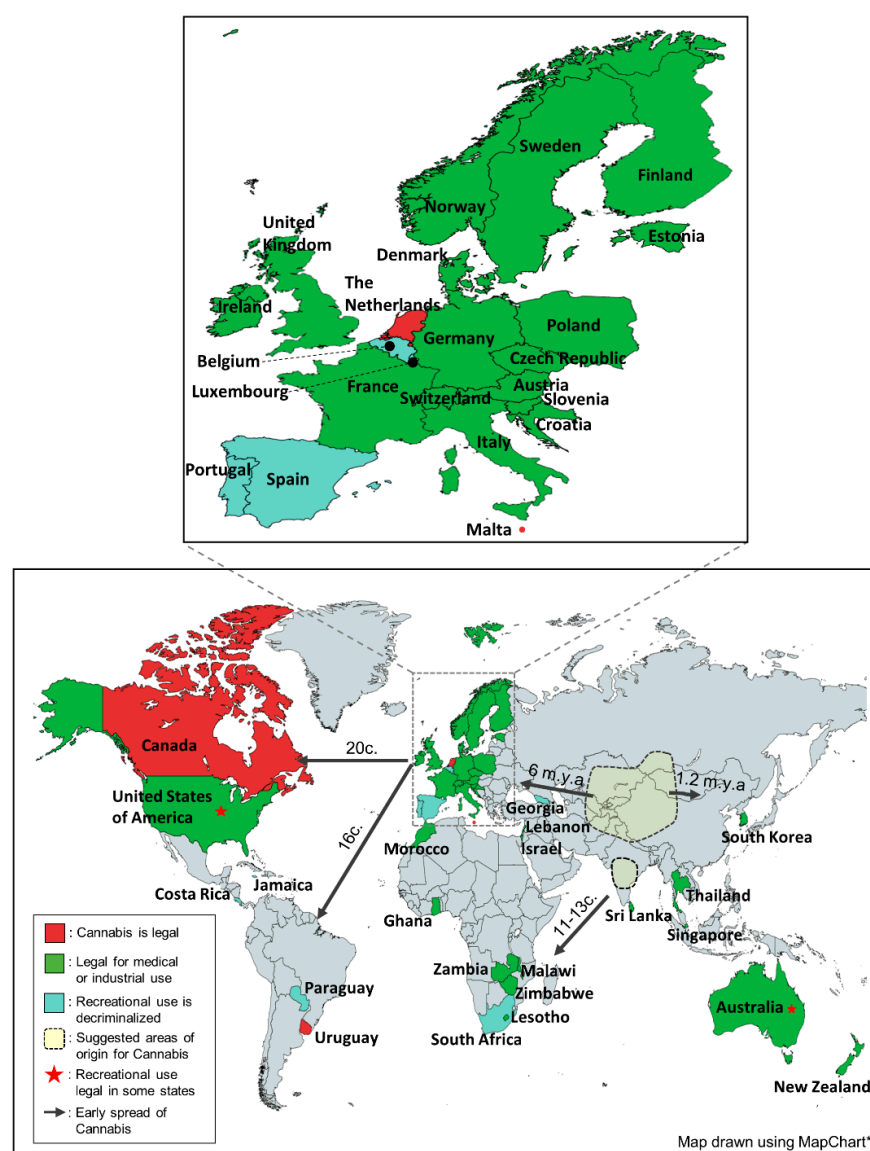 Sweden
Finland
Norway
United
Kingdom
Estonia
Denmark
The
Netherlands
Ireland
Poland
Germany
Belgium
Czech Republic
Luxembourg
France
Austria
Switzerland
Slovenia
Croatia
Italy
Portugal
Spain
Malta
Canada
20c.
6 m.y.a
1.2 m.y.a
United States
of America
Georgia
Lebanon
Israel
South Korea
16c.
Morocco
Costa Rica
Jamaica
Ghana
11-13c.
Thailand
Sri Lanka
Singapore
Zambia
Malawi
Zimbabwe
Paraguay
Lesotho
Australia
Uruguay
South Africa
New Zealand
: Cannabis is legal
: Legal for medical
or industrial use
: Recreational use is
decriminalized
: Suggested areas of
origin for Cannabis
: Recreational use
legal in some states
: Early spread of
Cannabis
Map drawn using MapChart*